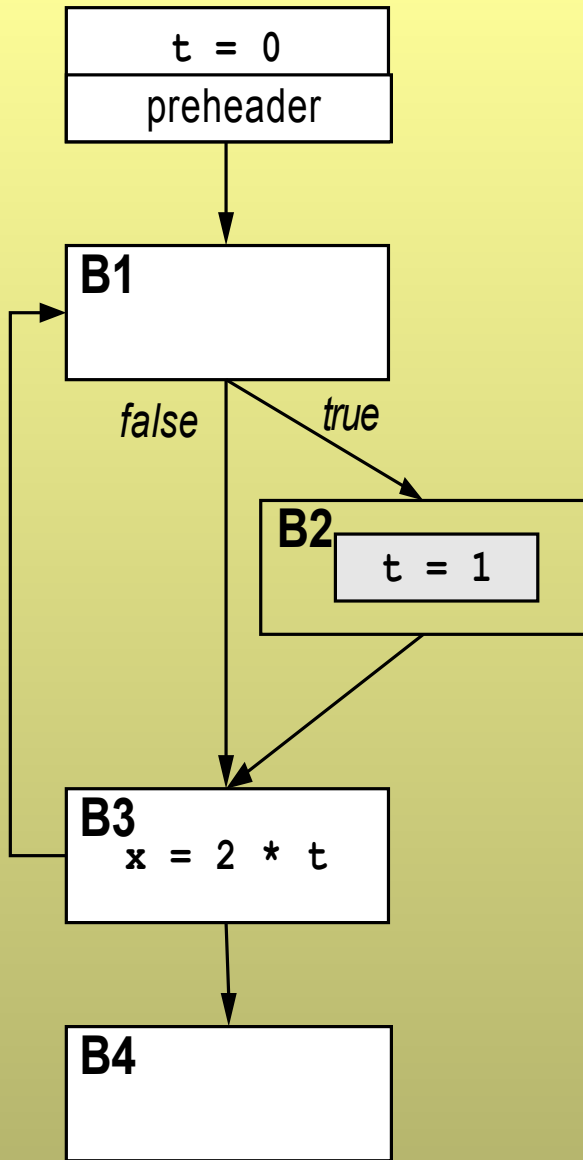 t = 0
preheader
B1
false
true
B2
t = 1
B3
x = 2 * t
B4